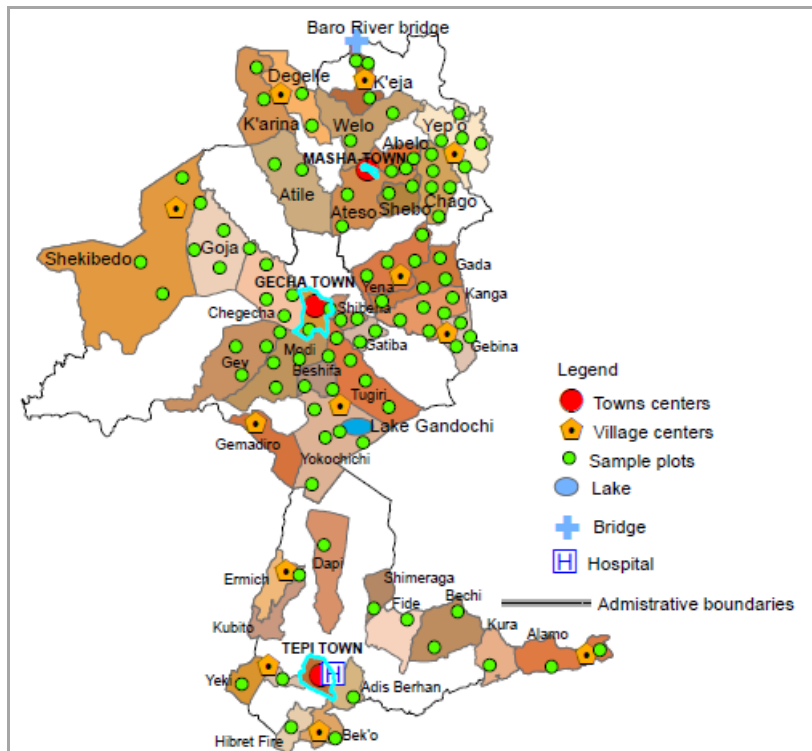 Baro River bridge
Degelle
K'eja
K'arina
Welo
Yep'o
Abelo
MASHA-TOWN
Atile
Ateso
Shebo
Chago
Goja
Shekibedo
Gada
GECHA TOWN
Yena
Kanga
Chegecha
Shibena
Modi
Gatiba
Gebina
Gey
Beshifa
Tugiri
Lake Gandochi
Gemadiro
Yokochichi
Legend
Towns centers
Village centers
Sample plots
Lake
Bridge
H Hospital
Admistrative boundaries
Dapi
Ermich
Shimeraga
Fide
Bechi
Kubito
Kura
Alamo
TEPI TOWN
H
Yeki
Adis Berhan
Hibret Fire
Bek'o